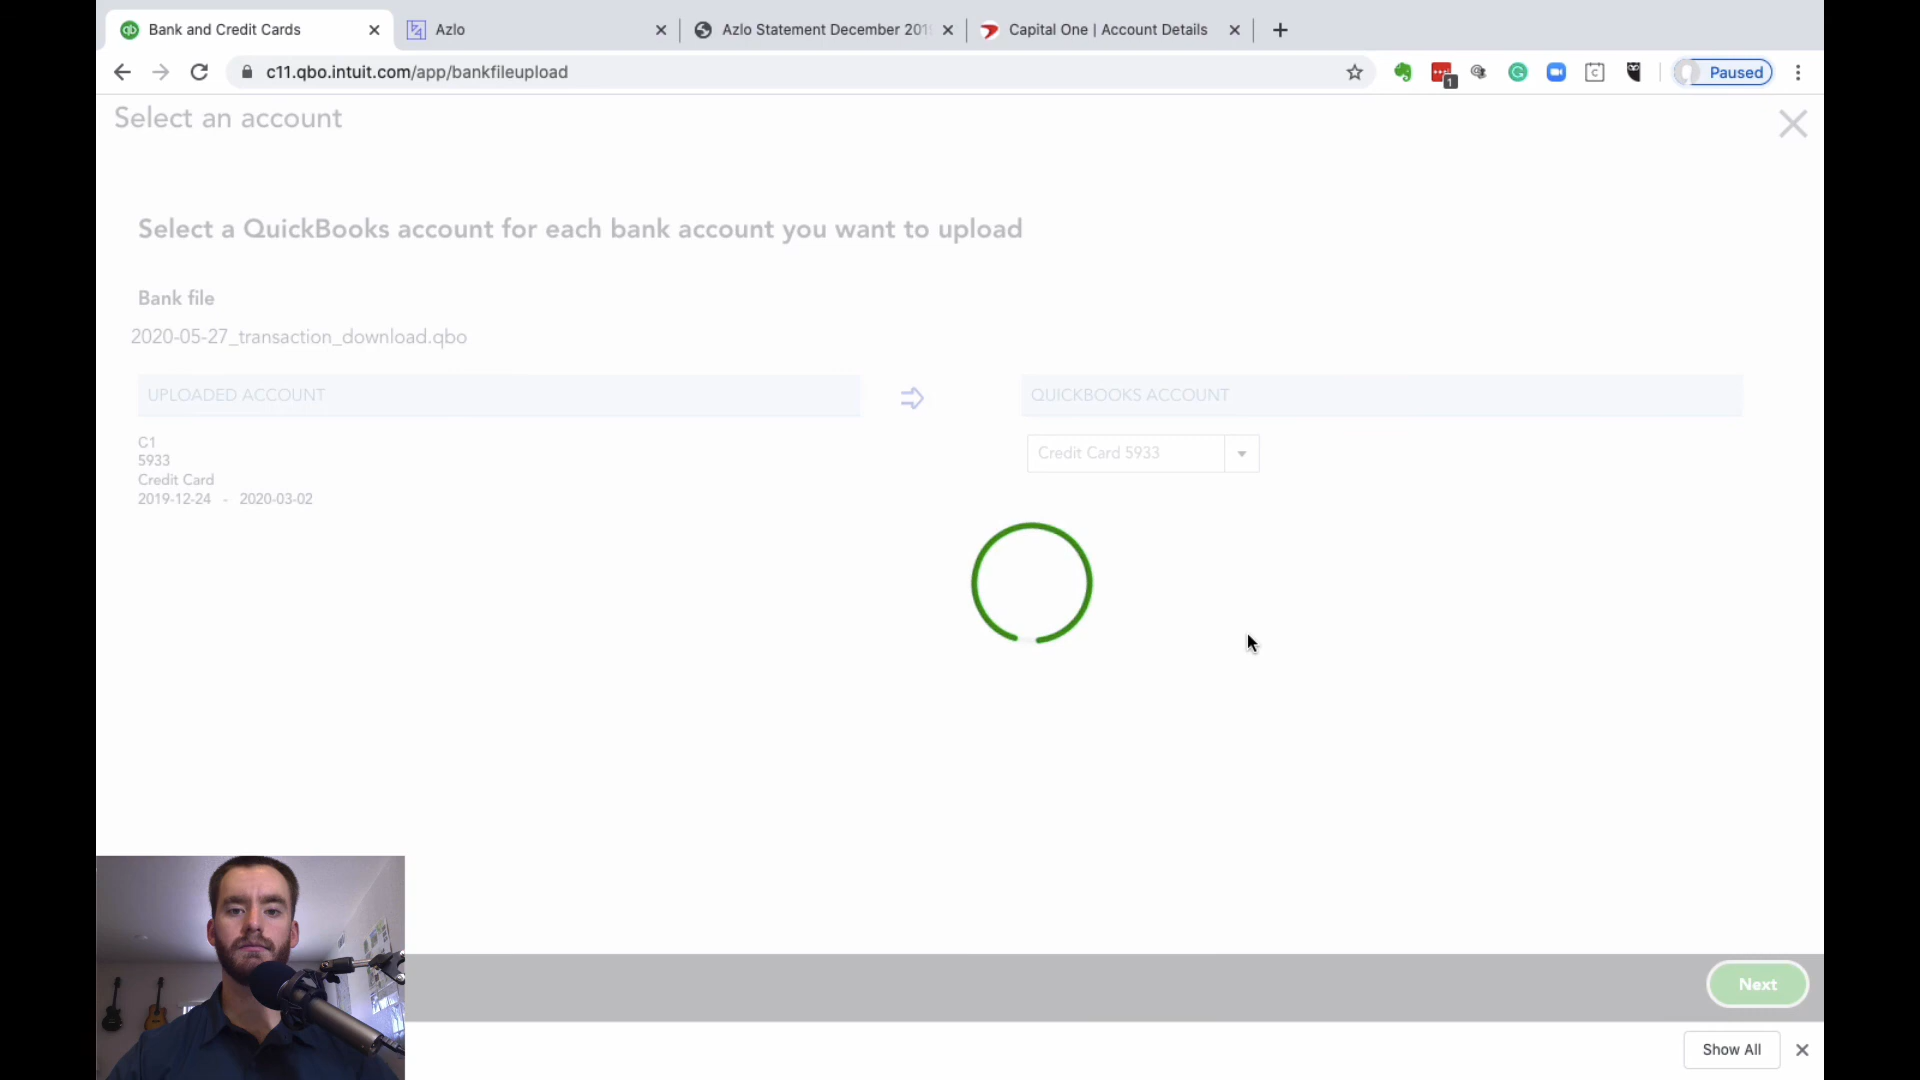 Bank and Credit Cards
Azlo
Azlo Statement December 201
Capital One | Account Details
c11.qbo.intuit.com/app/bankfileupload
1
Paused
Select an account
Select a QuickBooks account for each bank account you want to upload
Bank file
2020-05-27_transaction_download.qbo
UPLOADED ACCOUNT
QUICKBOOKS ACCOUNT
C1
5933
Credit Card
2019-12-24 - 2020-03-02
Credit Card 5933
Next
Show All